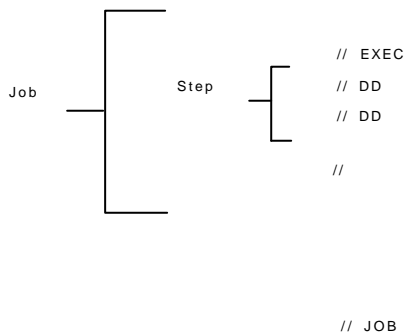 // EXEC
Job
Step
// DD
// DD
//
// JOB